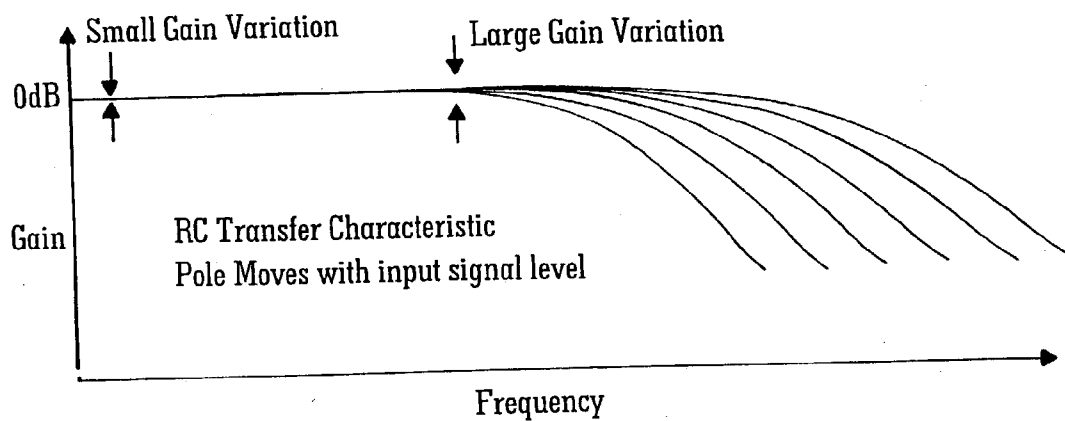 Small Gain Variation
Large Gain Variation
0dB
Gain
RC Transfer Characteristic
Pole Moves with input signal level
Frequency